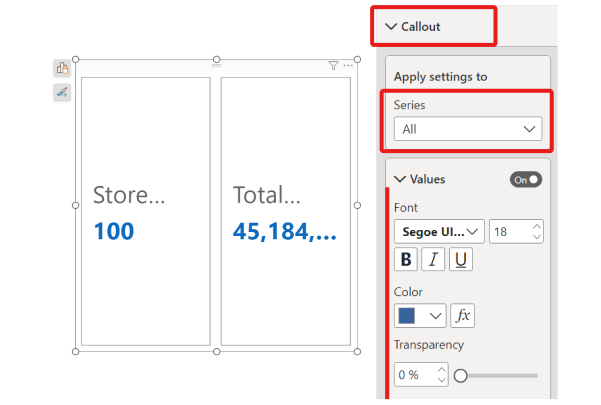 Callout
Apply settings to
Series
All
Values
On
Font
Segoe UI...
18
B I U
Color
fx
Transparency
0 %
Store...
100
Total...
45,184,...